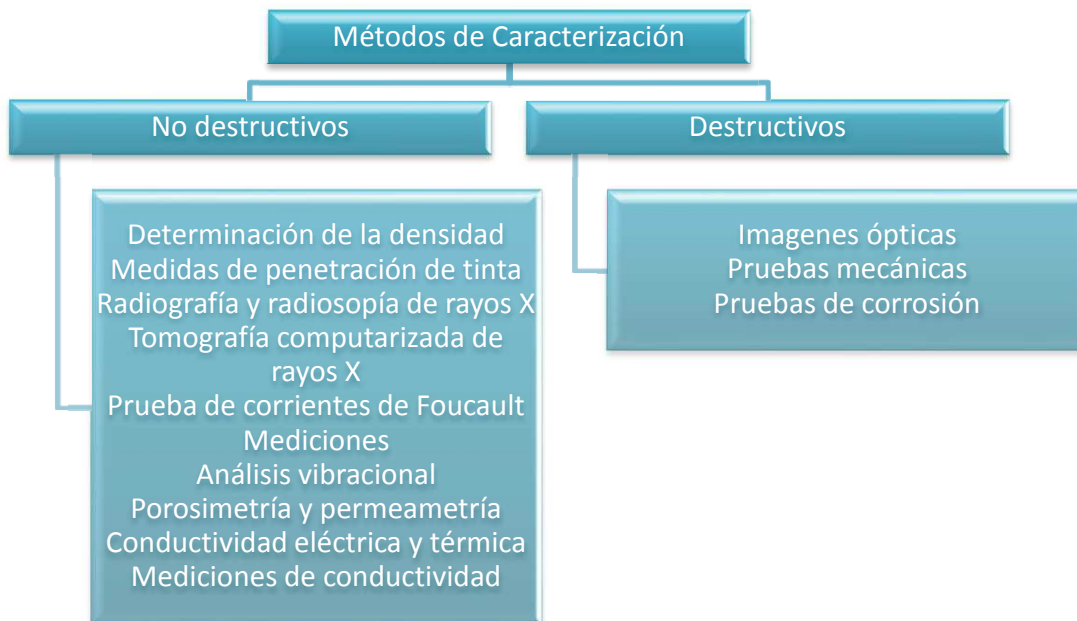 Métodos de Caracterización
No destructivos
Destructivos
Determinación de la densidad
Medidas de penetración de tinta
Radiografía y radiosopía de rayos X
Tomografía computarizada de
rayos X
Prueba de corrientes de Foucault
Mediciones
Análisis vibracional
Porosimetría y permeametría
Conductividad eléctrica y térmica
Mediciones de conductividad
Imagenes ópticas
Pruebas mecánicas
Pruebas de corrosión